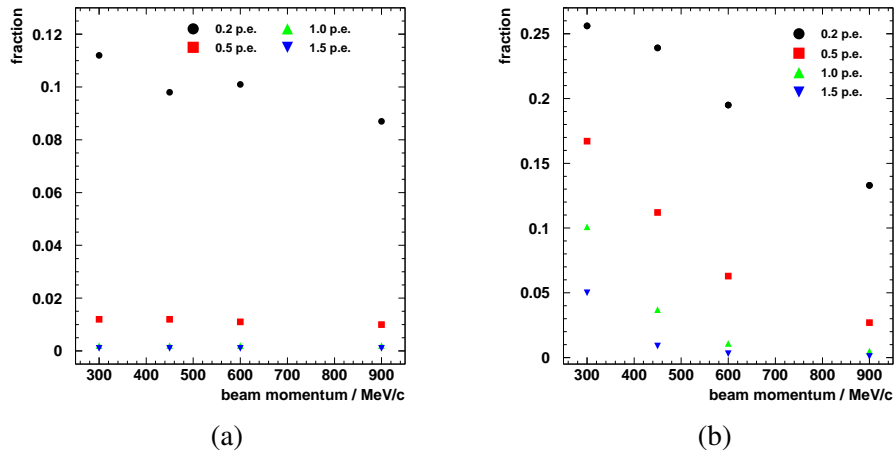 fraction
0.12
0.1
0.08
0.06
0.04
0.02
0
0.2 p.e.
0.5 p.e.
1.0 p.e.
1.5 p.e.
300 400 500 600 700 800 900
beam momentum / MeV/c
(a)
fraction
0.25
0.2
0.15
0.1
0.05
0
0.2 p.e.
0.5 p.e.
1.0 p.e.
1.5 p.e.
300 400 500 600 700 800 900
beam momentum / MeV/c
(b)